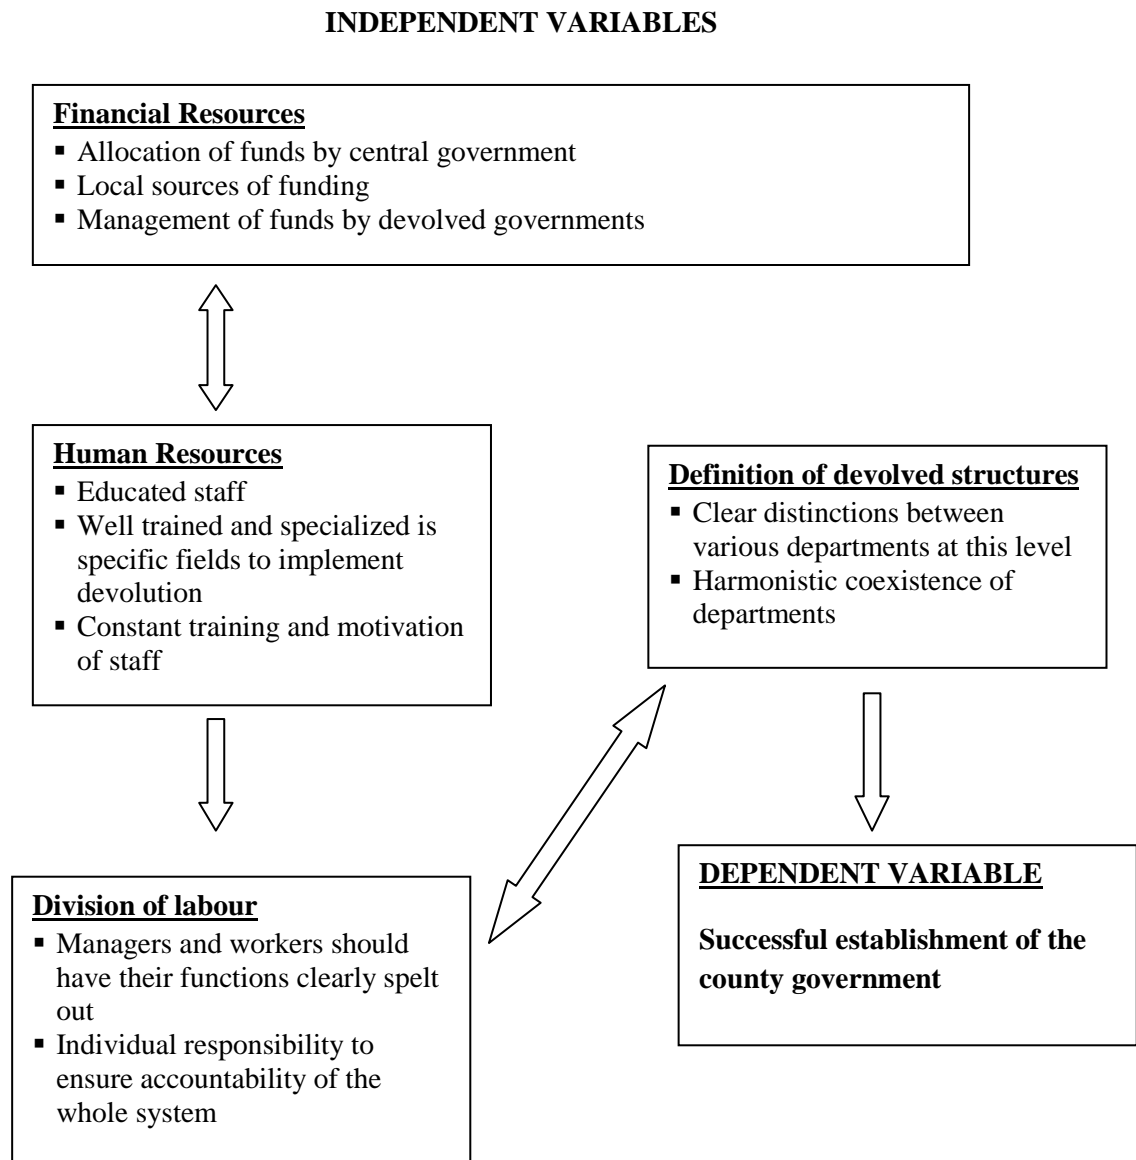 INDEPENDENT VARIABLES
Financial Resources
▪ Allocation of funds by central government
▪ Local sources of funding
▪ Management of funds by devolved governments
Human Resources
▪ Educated staff
▪ Well trained and specialized is
specific fields to implement
devolution
▪ Constant training and motivation
of staff
Definition of devolved structures
▪ Clear distinctions between
various departments at this level
▪ Harmonistic coexistence of
departments
Division of labour
▪ Managers and workers should
have their functions clearly spelt
out
▪ Individual responsibility to
ensure accountability of the
whole system
DEPENDENT VARIABLE
Successful establishment of the
county government